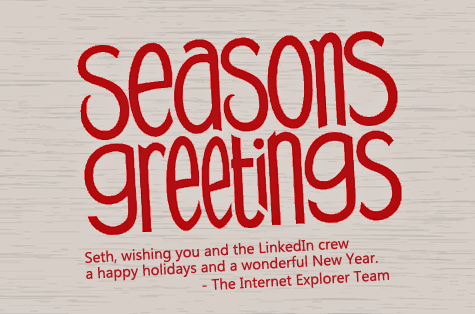 seasons
greetings
Seth, wishing you and the LinkedIn crew
a happy holidays and a wonderful New Year.
- The Internet Explorer Team